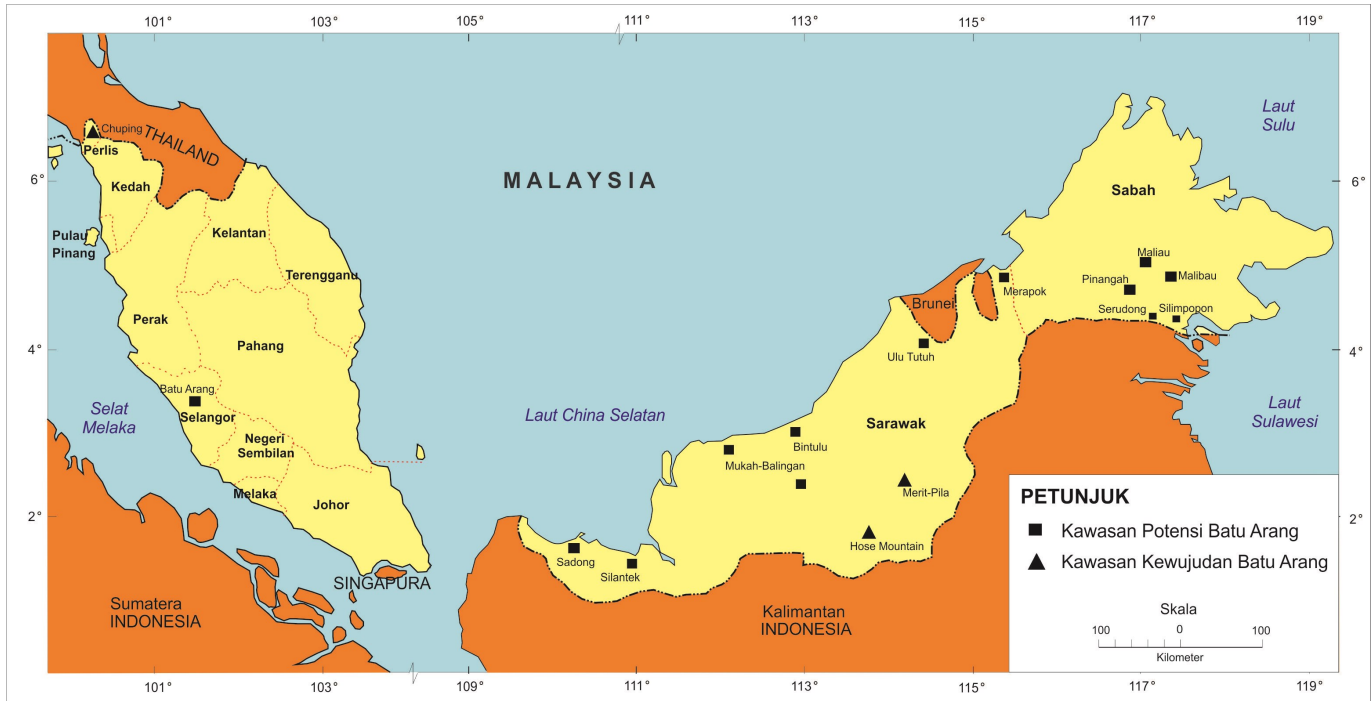 101°
103°
111°
113°
115°
117°
119°
Laut
Sulu
Chuping
THAILAND
Perlis
Kedah
MALAYSIA
6°
6°
Sabah
Pulau
Pinang
Kelantan
Terengganu
Maliau
Malibau
Pinangah
Merapok
Brunei
Serudong
Silimpopon
Perak
Pahang
4°
4°
Ulu Tutuh
Batu Arang
Selat
Melaka
Selangor
Laut China Selatan
Sarawak
Laut
Sulawesi
Negeri
Sembilan
Bintulu
Mukah-Balingan
Melaka
Johor
Merit-Pila
2°
2°
Hose Mountain
Sadong
Silantek
SINGAPURA
Sumatera
INDONESIA
Kalimantan
INDONESIA
PETUNJUK
Kawasan Potensi Batu Arang
Kawasan Kewujudan Batu Arang
Skala
100 0 100
Kilometer
101°
103°
109°
111°
113°
115°
117°
119°